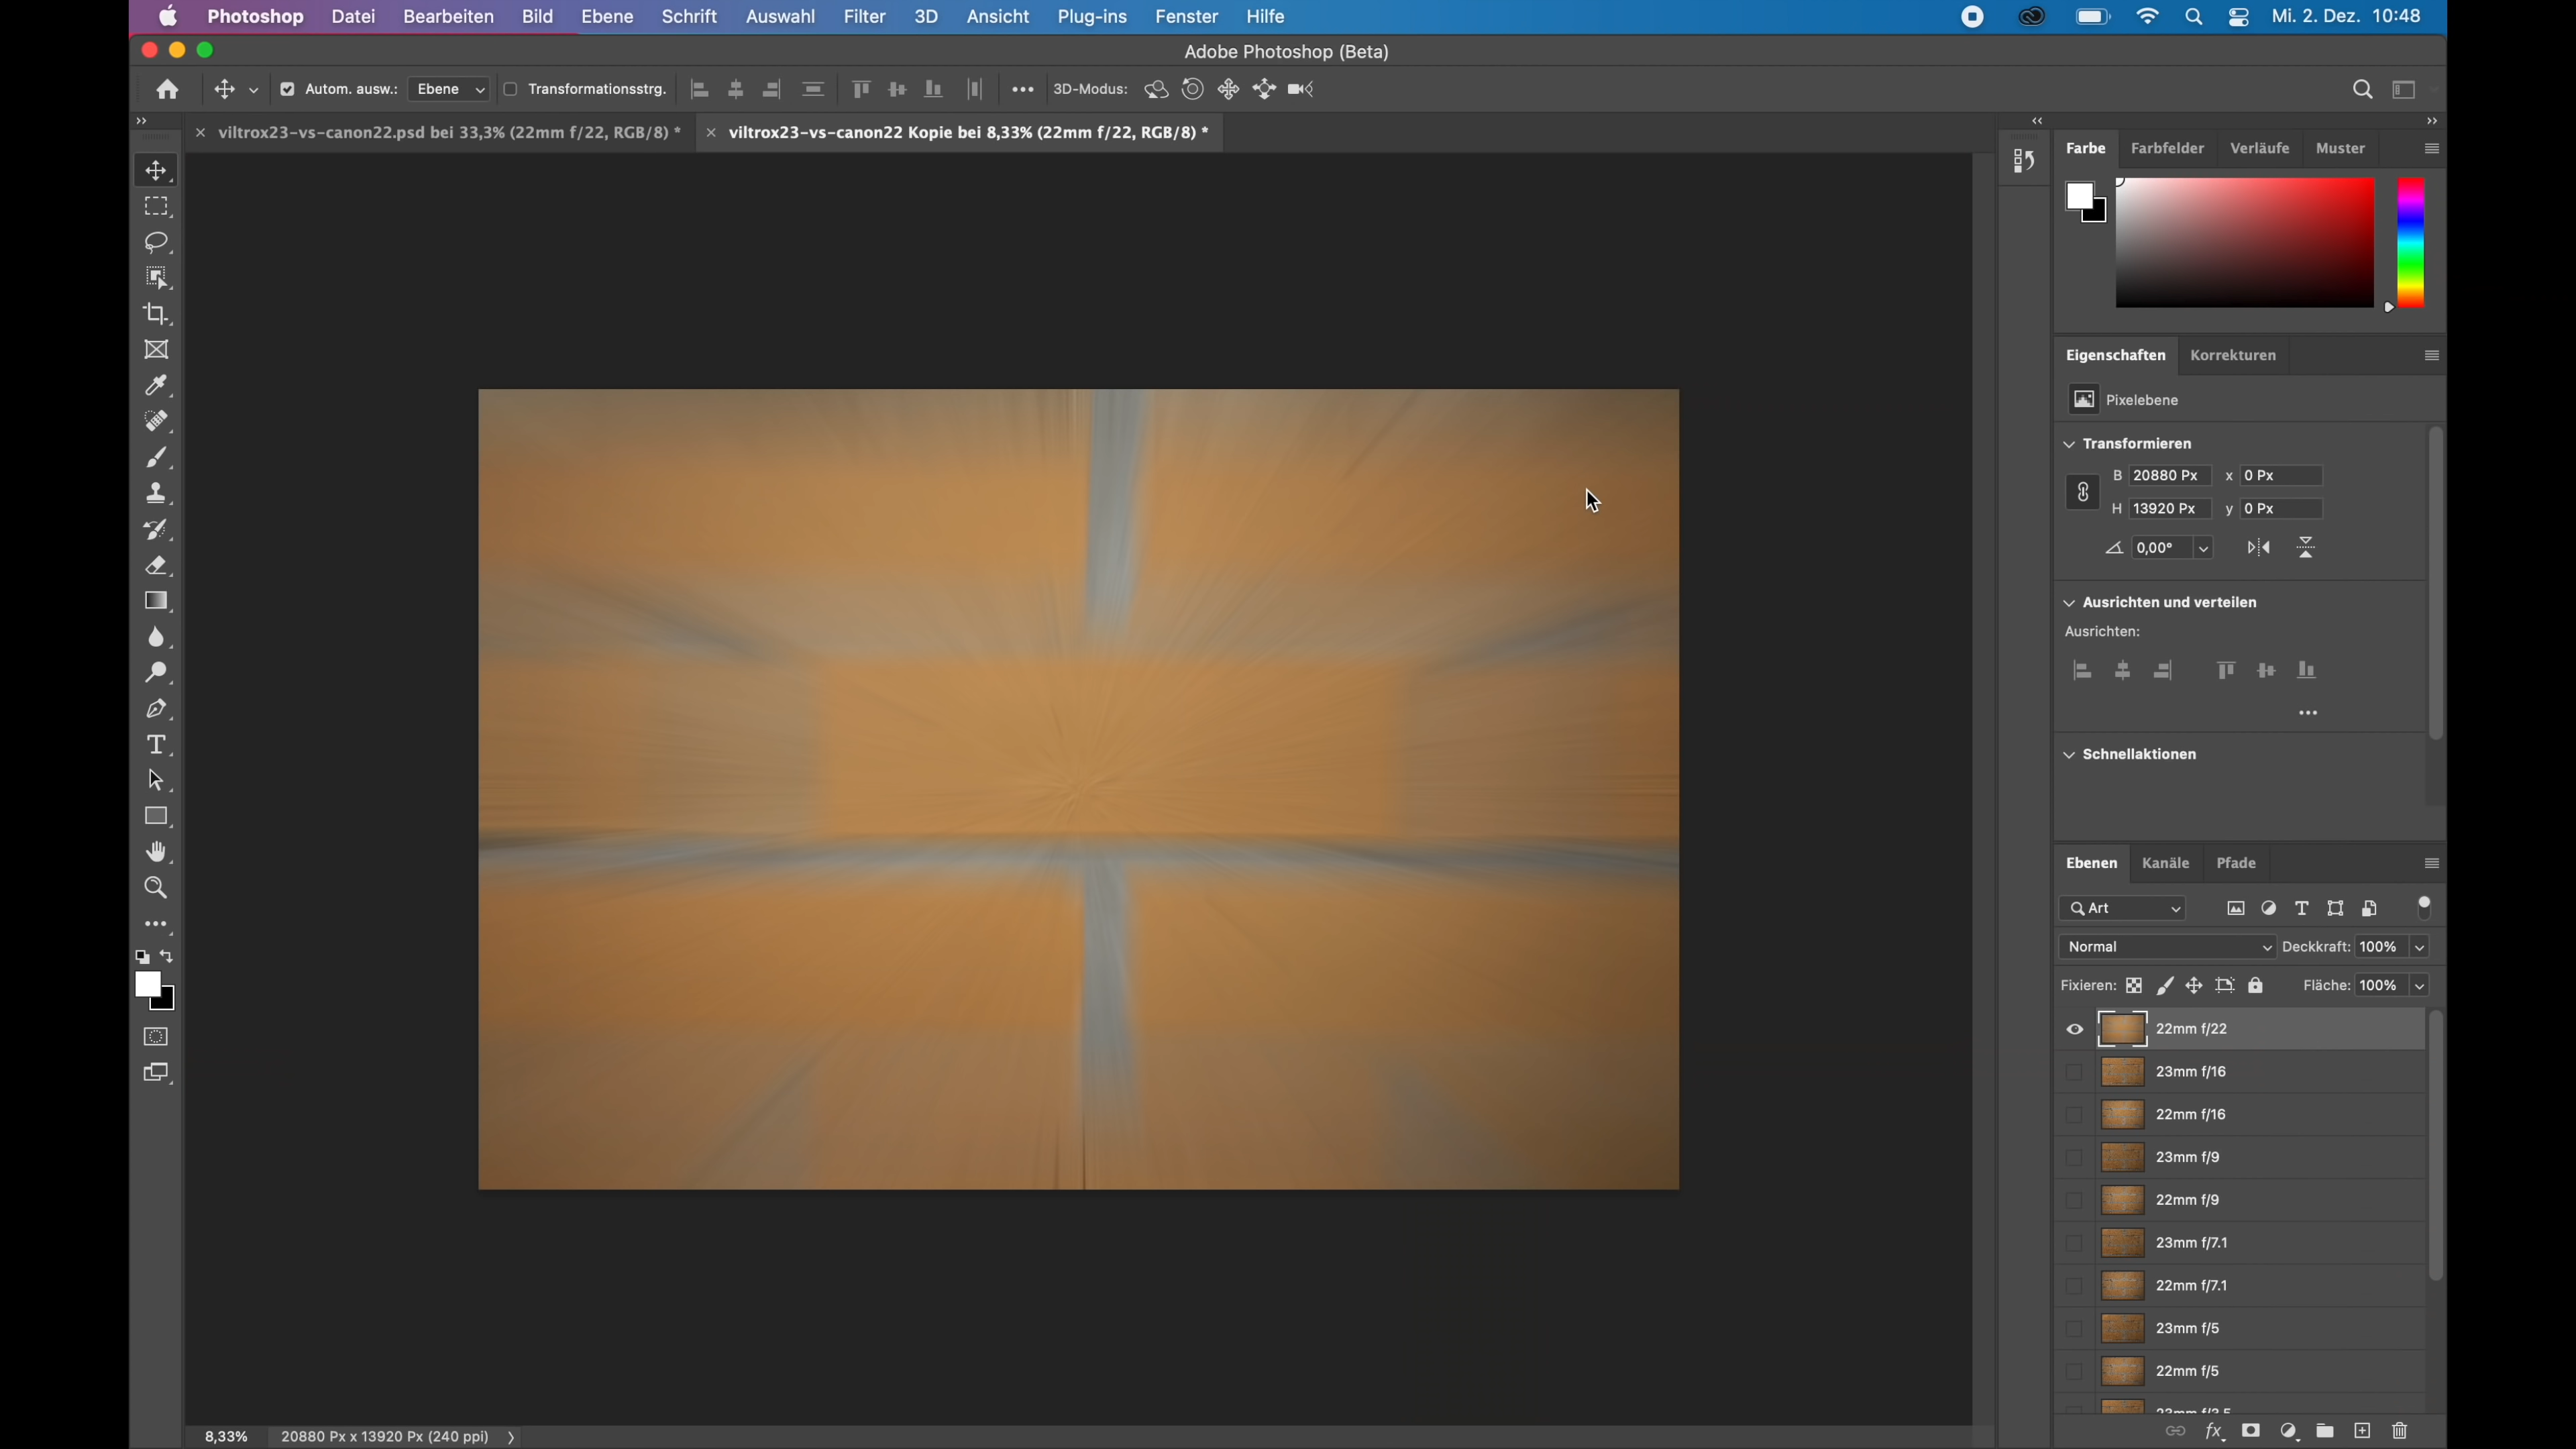 Photoshop Datei Bearbeiten Bild Ebene Schrift Auswahl Filter 3D Ansicht Plug-ins Fenster Hilfe Mi. 2. Dez. 10:48
Adobe Photoshop (Beta)
Autom. ausw.: Ebene Transformationsstrg. 3D-Modus:
viltrox23-vs-canon22.psd bei 33,3% (22mm f/22, RGB/8) *
viltrox23-vs-canon22 Kopie bei 8,33% (22mm f/22, RGB/8) *
Farbe Farbfelder Verläufe Muster
Eigenschaften Korrekturen
Pixelebene
Transformieren
B 20880 Px x 0 Px
H 13920 Px y 0 Px
0,00°
Ausrichten und verteilen
Ausrichten:
Schnellaktionen
Ebenen Kanäle Pfade
Art
Normal Deckkraft: 100%
Fixieren: Fläche: 100%
22mm f/22
23mm f/16
22mm f/16
23mm f/9
22mm f/9
23mm f/7.1
22mm f/7.1
23mm f/5
22mm f/5
8,33% 20880 Px x 13920 Px (240 ppi)
fx